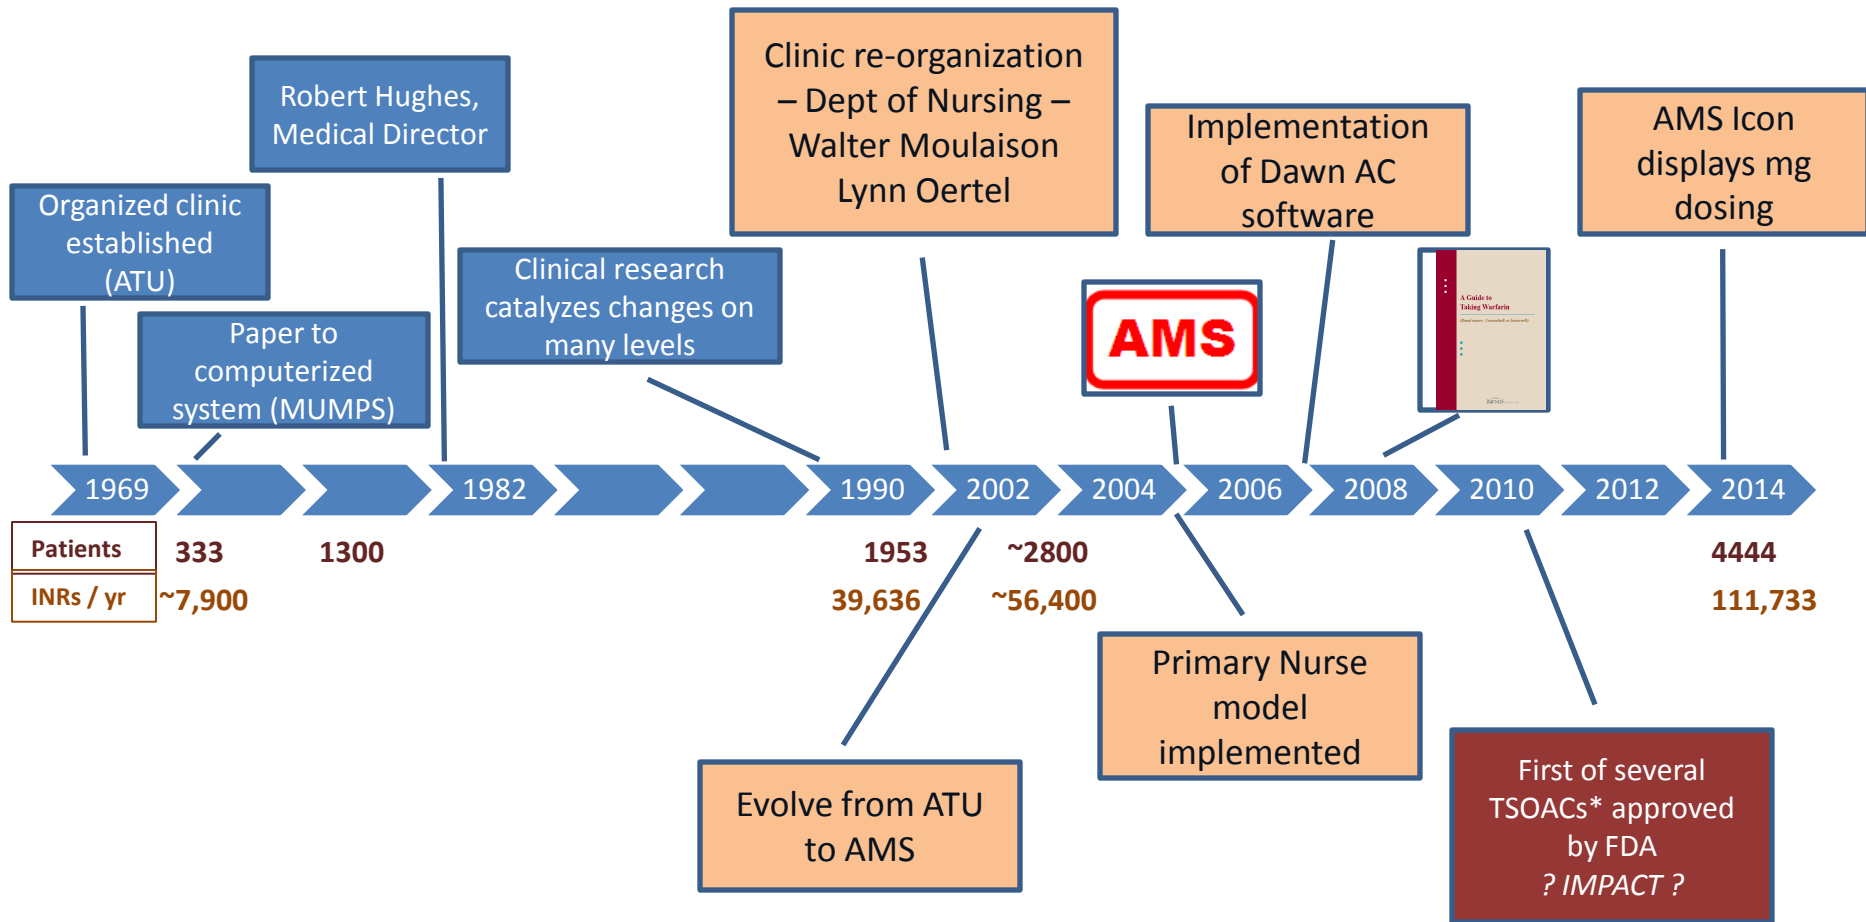 Organized clinic
established
(ATU)
Paper to
computerized
system (MUMPS)
Robert Hughes,
Medical Director
Clinical research
catalyzes changes on
many levels
Clinic re-organization
– Dept of Nursing –
Walter Moulaison
Lynn Oertel
AMS
Implementation
of Dawn AC
software
A Guide to
Taking Warfarin
AMS Icon
displays mg
dosing
1969
1982
1990
2002
2004
2006
2008
2010
2012
2014
Patients 333 1300 1953 ~2800 4444
INRs / yr ~7,900 39,636 ~56,400 111,733
Evolve from ATU
to AMS
Primary Nurse
model
implemented
First of several
TSOACs* approved
by FDA
? IMPACT ?